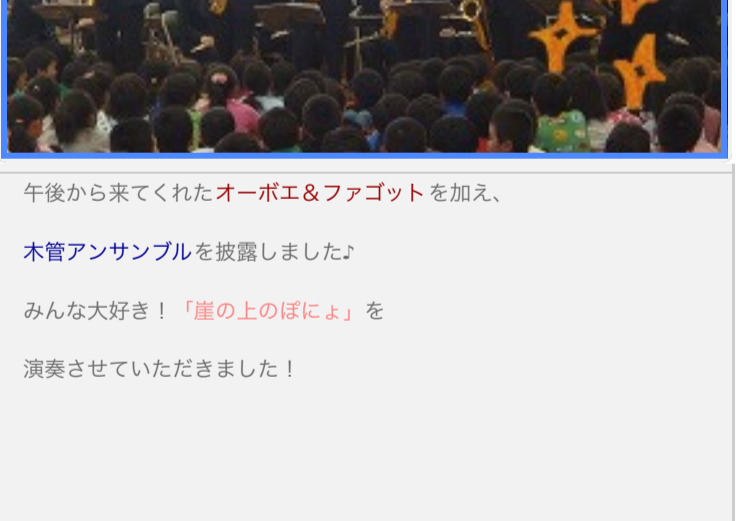 午後から来てくれたオーボエ＆ファゴットを加え、
木管アンサンブルを披露しました♪
みんな大好き！「崖の上のぽにょ」を
演奏させていただきました！